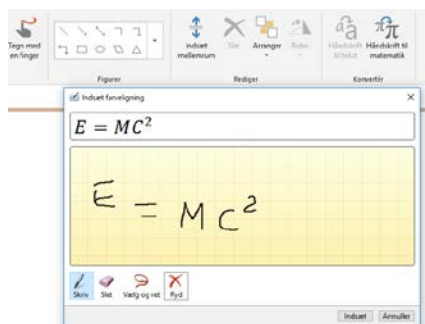 Tegn med en finger
Indsæt mellemrum
Slet
Arranger
Roter
Håndskrift til tekst
Håndskrift til matematik
Figurer
Rediger
Konvertér
Indsæt farveligning
E = MC²
E = MC²
Skriv
Slet
Vælg og ret
Ryd
Indsæt
Annuller